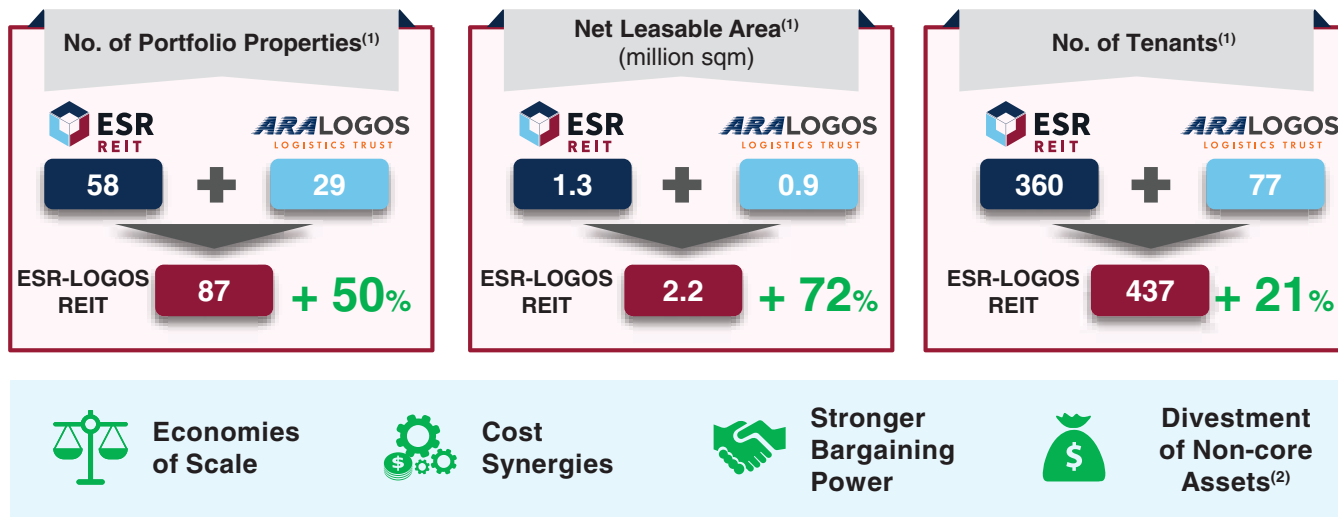 No. of Portfolio Properties(1)
ESR
REIT
ARALOGOS
LOGISTICS TRUST
58
29
ESR-LOGOS
REIT
87
+ 50%
Net Leasable Area(1)
(million sqm)
ESR
REIT
ARALOGOS
LOGISTICS TRUST
1.3
0.9
ESR-LOGOS
REIT
2.2
+ 72%
No. of Tenants(1)
ESR
REIT
ARALOGOS
LOGISTICS TRUST
360
77
ESR-LOGOS
REIT
437
+ 21%
Economies
of Scale
$
Cost
Synergies
Stronger
Bargaining
Power
$
Divestment
of Non-core
Assets(2)